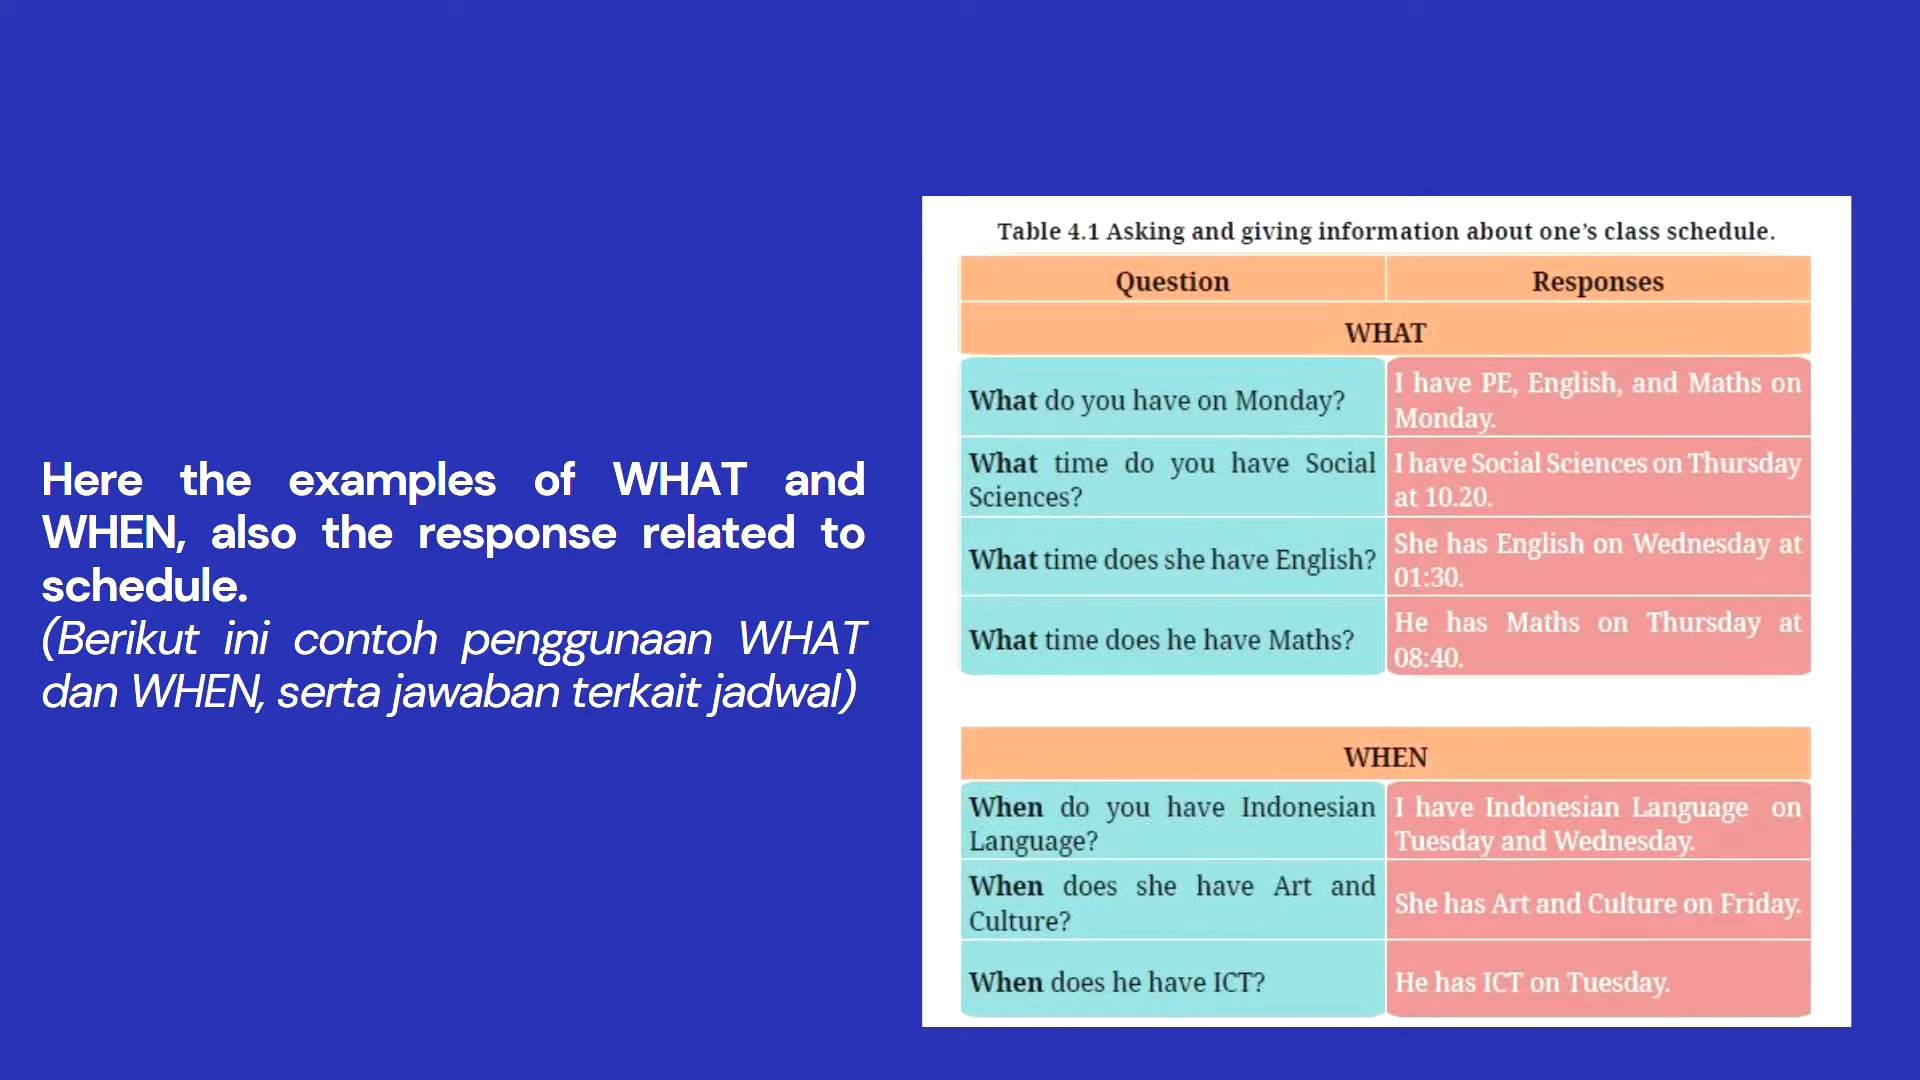 Here the examples of WHAT and
WHEN, also the response related to
schedule.
(Berikut ini contoh penggunaan WHAT
dan WHEN, serta jawaban terkait jadwal)
Table 4.1 Asking and giving information about one's class schedule.
Question Responses
WHAT
What do you have on Monday?
I have PE, English, and Maths on
Monday.
What time do you have Social
Sciences?
I have Social Sciences on Thursday
at 10.20.
What time does she have English?
She has English on Wednesday at
01:30.
What time does he have Maths?
He has Maths on Thursday at
08:40.
WHEN
When do you have Indonesian
Language?
I have Indonesian Language on
Tuesday and Wednesday.
When does she have Art and
Culture?
She has Art and Culture on Friday.
When does he have ICT?
He has ICT on Tuesday.